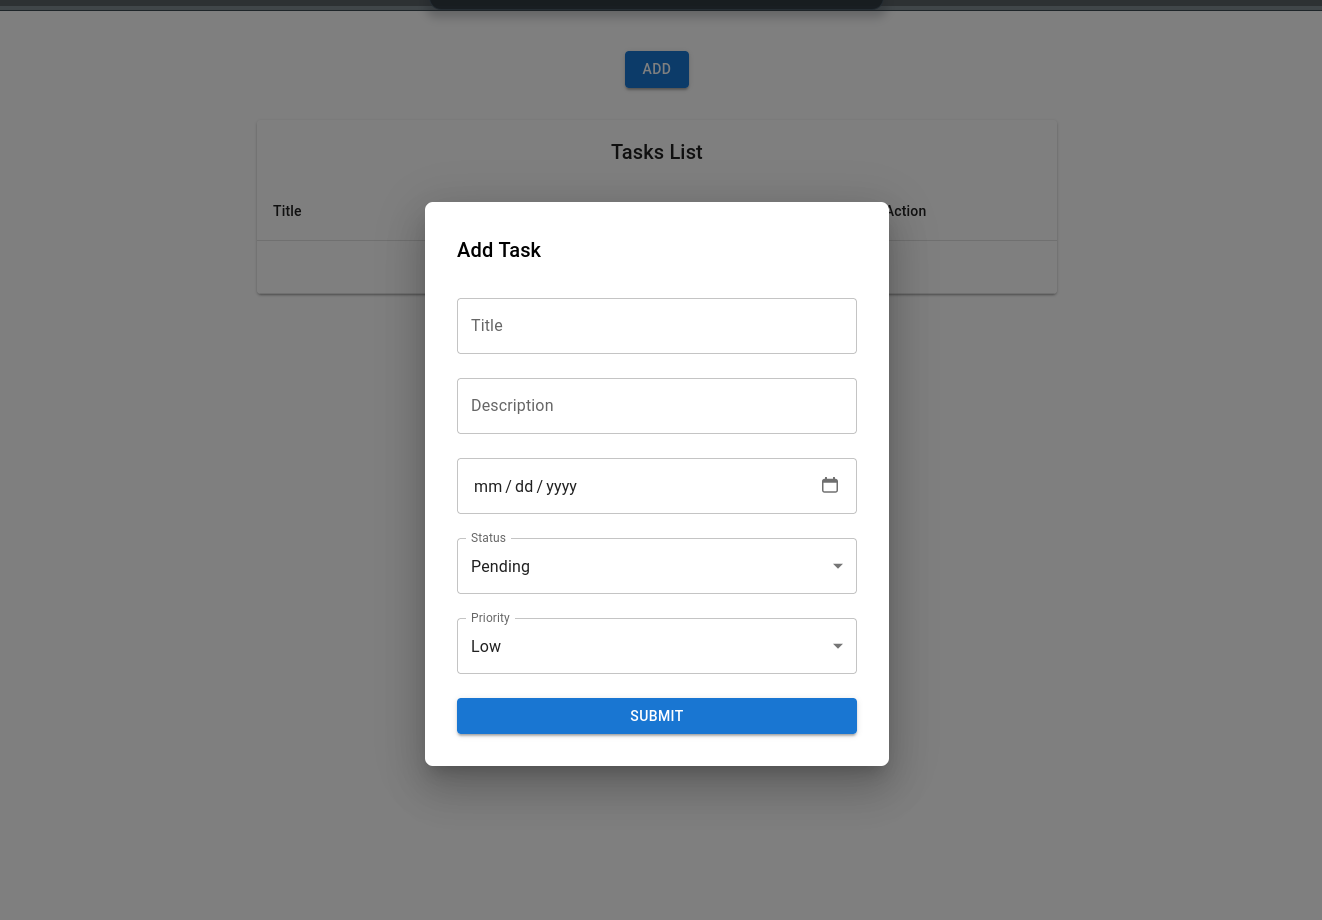 ADD
Tasks List
Title
Action
Add Task
Title
Description
mm / dd / yyyy
Status
Pending
Priority
Low
SUBMIT